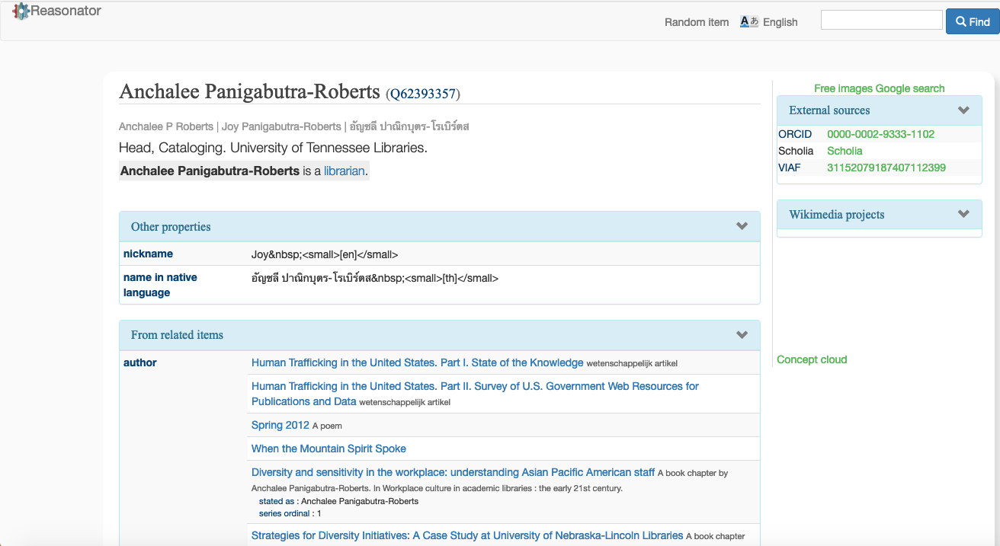 Reasonator
Random item
Aあ English
Find
Anchalee Panigabutra-Roberts (Q62393357)
Anchalee P Roberts | Joy Panigabutra-Roberts | อัญชลี ปาณิกบุตร-โรเบิร์ตส
Head, Cataloging. University of Tennessee Libraries.
Anchalee Panigabutra-Roberts is a librarian.
Other properties
nickname
Joy&nbsp;<small>[en]</small>
name in native
language
อัญชลี ปาณิกบุตร-โรเบิร์ตส&nbsp;<small>[th]</small>
From related items
author
Human Trafficking in the United States. Part I. State of the Knowledge wetenschappelijk artikel
Human Trafficking in the United States. Part II. Survey of U.S. Government Web Resources for
Publications and Data wetenschappelijk artikel
Spring 2012 A poem
When the Mountain Spirit Spoke
Diversity and sensitivity in the workplace: understanding Asian Pacific American staff A book chapter by
Anchalee Panigabutra-Roberts. In Workplace culture in academic libraries : the early 21st century.
stated as : Anchalee Panigabutra-Roberts
series ordinal : 1
Strategies for Diversity Initiatives: A Case Study at University of Nebraska-Lincoln Libraries A book chapter
Free images Google search
External sources
ORCID 0000-0002-9333-1102
Scholia Scholia
VIAF 31152079187407112399
Wikimedia projects
Concept cloud